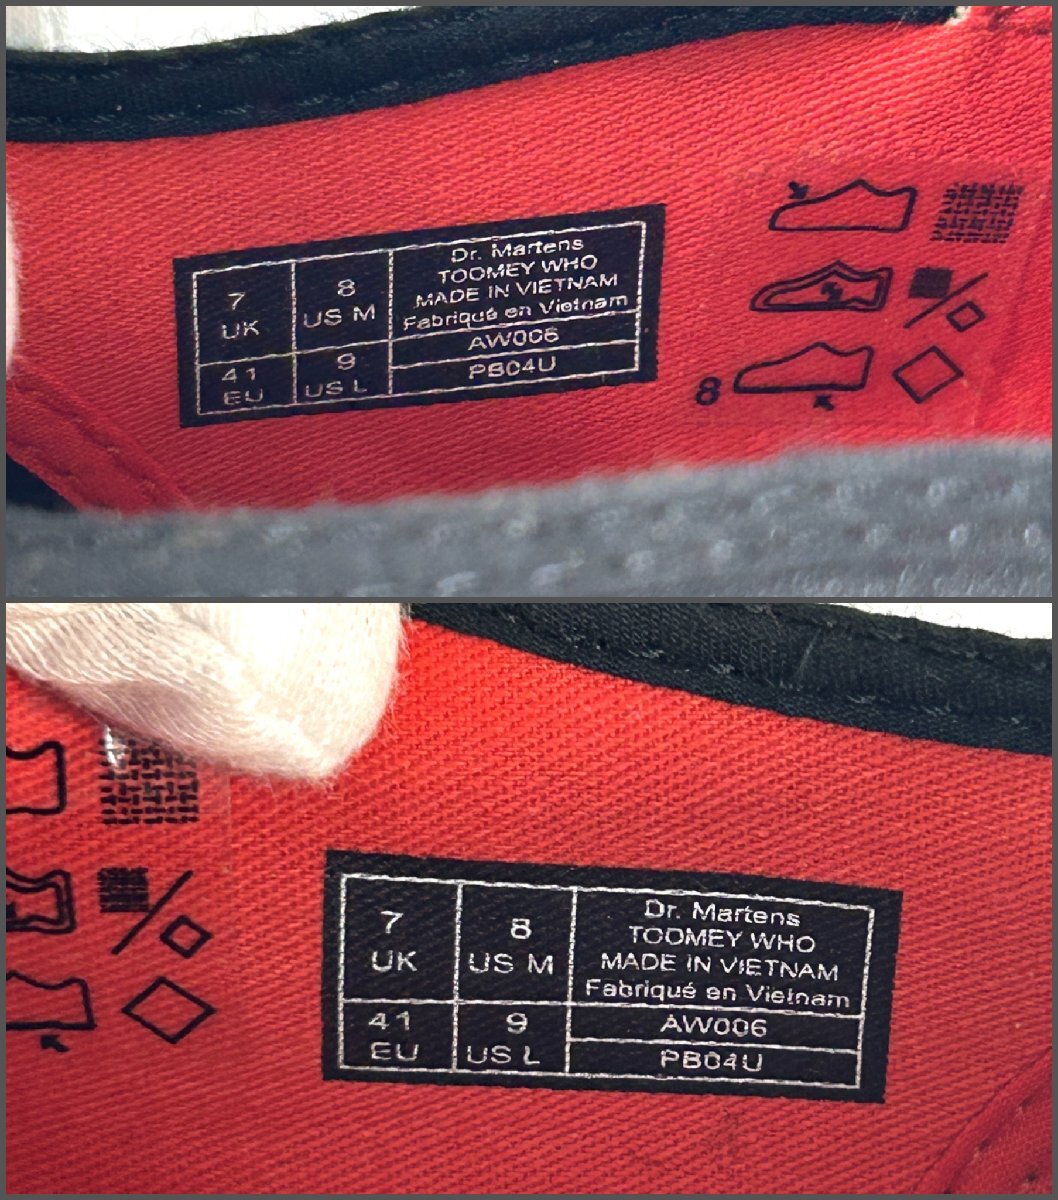 7
UK
8
US M
Dr. Martens
TOOMEY WHO
MADE IN VIETNAM
Fabriqué en Vietnam
41
EU
9
US L
AW006
PB04U
8
7
UK
8
US M
Dr. Martens
TOOMEY WHO
MADE IN VIETNAM
Fabriqué en Vietnam
41
EU
9
US L
AW006
PB04U